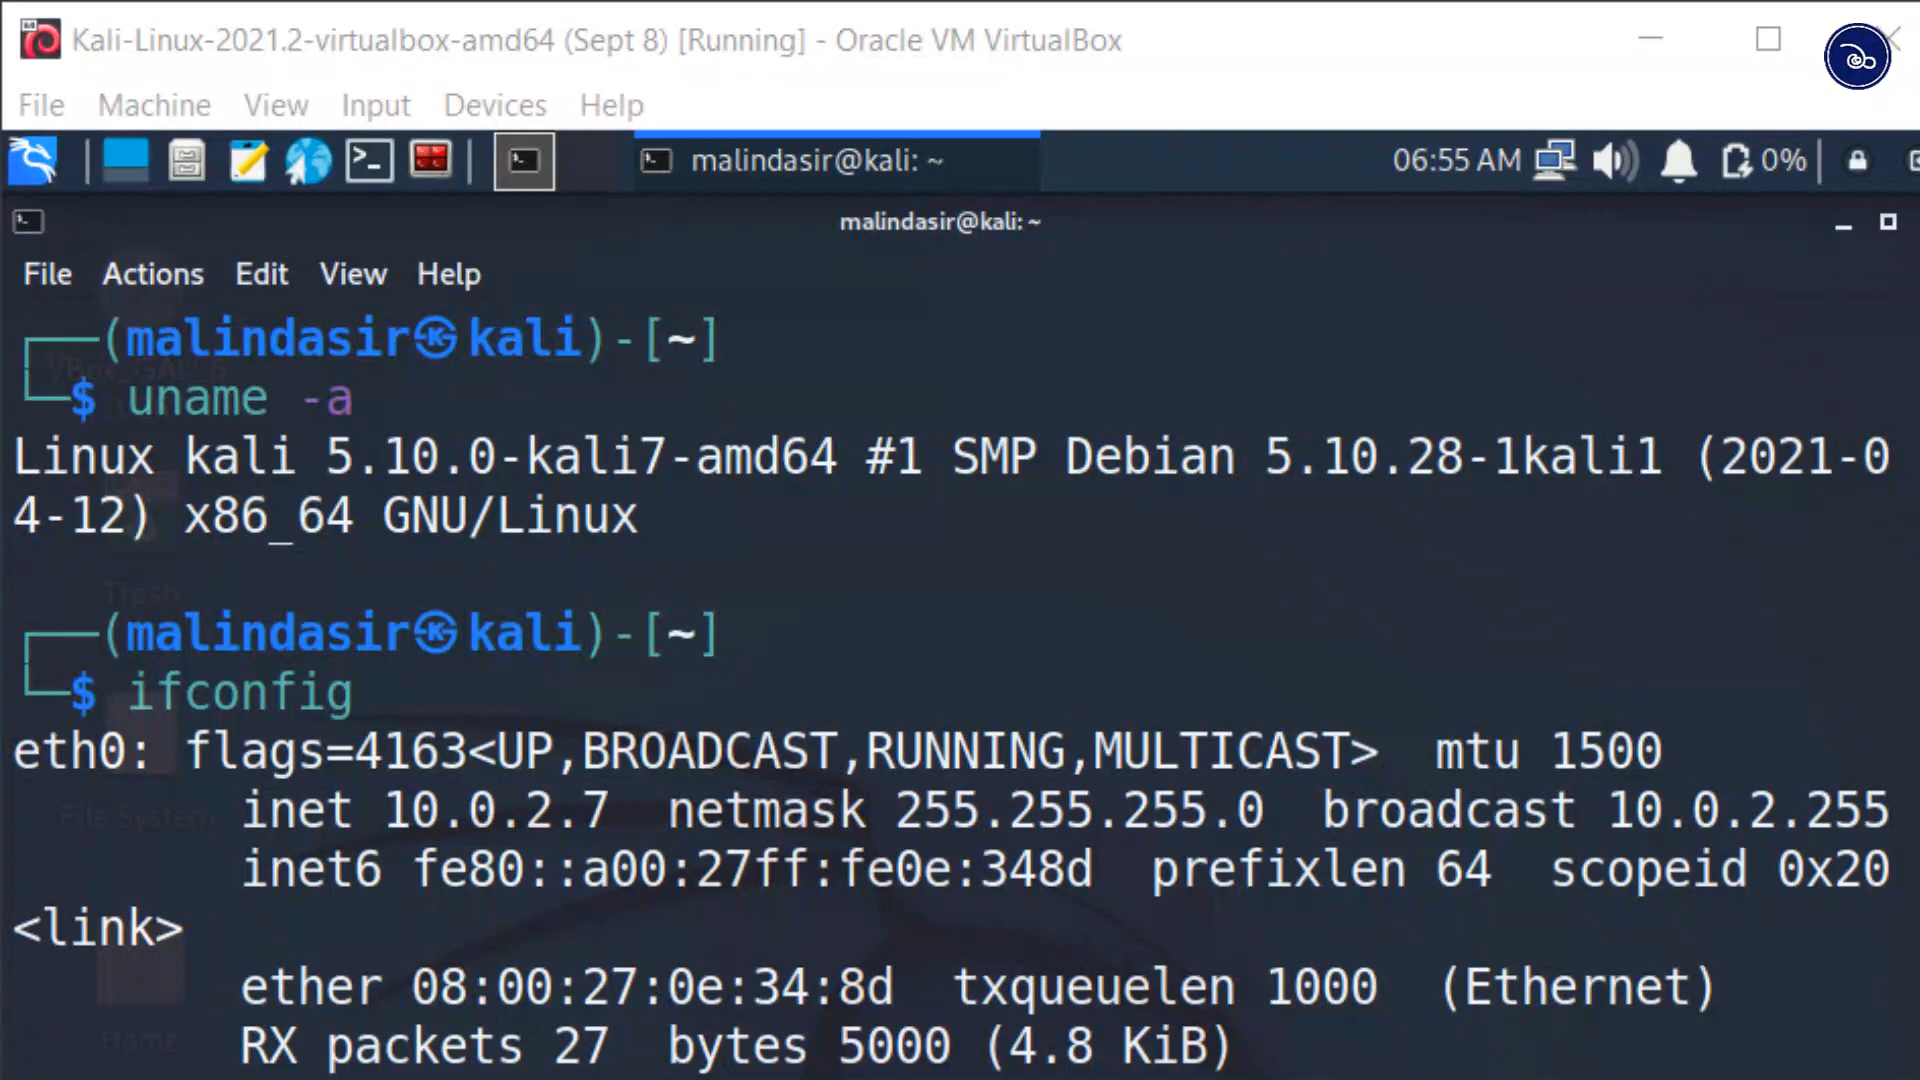 Kali-Linux-2021.2-virtualbox-amd64 (Sept 8) [Running] - Oracle VM VirtualBox
File Machine View Input Devices Help
malindasir@kali: ~ 06:55 AM 0%
malindasir@kali: ~
File Actions Edit View Help
(malindasir㉿kali)-[~]
$ uname -a
Linux kali 5.10.0-kali7-amd64 #1 SMP Debian 5.10.28-1kali1 (2021-0
4-12) x86_64 GNU/Linux
Trash
(malindasir㉿kali)-[~]
$ ifconfig
eth0: flags=4163<UP,BROADCAST,RUNNING,MULTICAST> mtu 1500
inet 10.0.2.7 netmask 255.255.255.0 broadcast 10.0.2.255
File System
inet6 fe80::a00:27ff:fe0e:348d prefixlen 64 scopeid 0x20
<link>
ether 08:00:27:0e:34:8d txqueuelen 1000 (Ethernet)
Home
RX packets 27 bytes 5000 (4.8 KiB)